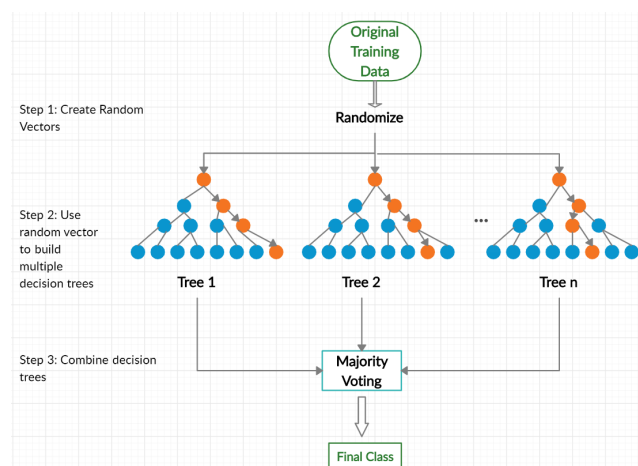 Original
Training
Data
Step 1: Create Random
Vectors
Randomize
Step 2: Use
random vector
to build
multiple
decision trees
...
Tree 1
Tree 2
Tree n
Step 3: Combine decision
trees
Majority
Voting
Final Class